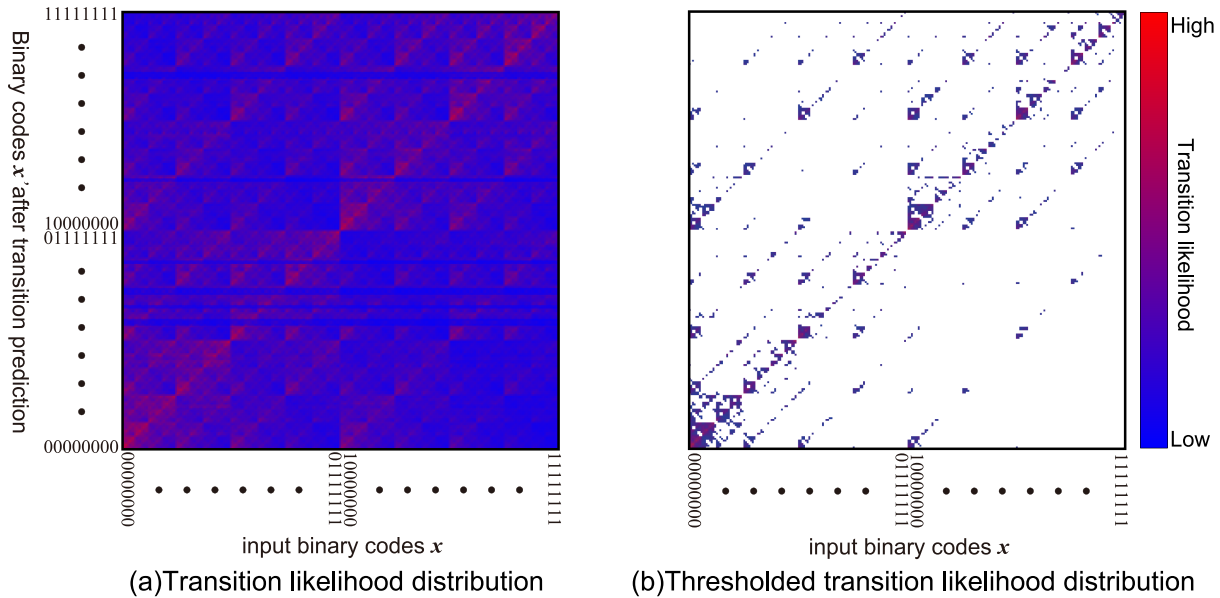 11111111
10000000
01111111
00000000
Binary codes x' after transition prediction
00000000
01111111
10000000
11111111
input binary codes x
(a)Transition likelihood distribution
00000000
01111111
10000000
11111111
input binary codes x
(b)Thresholded transition likelihood distribution
High
Transition likelihood
Low